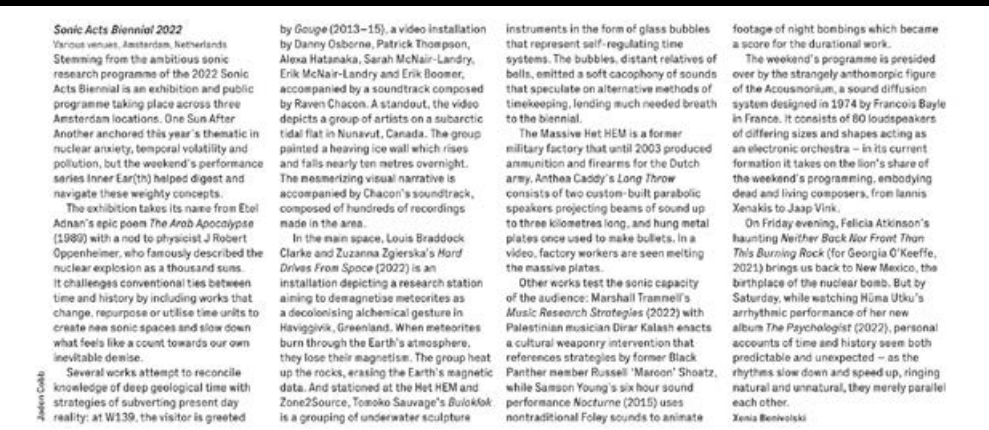 Sonic Acts Biennial 2022
Various venues, Amsterdam, Netherlands
Stemming from the ambitious sonic
research programme of the 2022 Sonic
Acts Biennial is an exhibition and public
programme taking place across three
Amsterdam locations. One Sun After
Another anchored this year's thematic in
nuclear anxiety, temporal volatility and
pollution, but the weekend's performance
series Inner Ear(th) helped digest and
navigate these weighty concepts.
The exhibition takes its name from Etel
Adnan's epic poem The Arab Apocalypse
(1989) with a nod to physicist J Robert
Oppenheimer, who famously described the
nuclear explosion as a thousand suns.
It challenges conventional ties between
time and history by including works that
change, repurpose or utilise time units to
create new sonic spaces and slow down
what feels like a count towards our own
inevitable demise.
Several works attempt to reconcile
knowledge of deep geological time with
strategies of subverting present day
reality: at W139, the visitor is greeted
by Gauge (2013–15), a video installation
by Danny Osborne, Patrick Thompson,
Alexa Hatanaka, Sarah McNair-Landry,
Erik McNair-Landry and Erik Boomer,
accompanied by a soundtrack composed
by Raven Chacon. A standout, the video
depicts a group of artists on a subarctic
tidal flat in Nunavut, Canada. The group
painted a heaving ice wall which rises
and falls nearly ten metres overnight.
The mesmerizing visual narrative is
accompanied by Chacon's soundtrack,
composed of hundreds of recordings
made in the area.
In the main space, Louis Braddock
Clarke and Zuzanna Zgierska's Hard
Drives From Space (2022) is an
installation depicting a research station
aiming to demagnetise meteorites as
a decolonising alchemical gesture in
Haviggivik, Greenland. When meteorites
burn through the Earth's atmosphere,
they lose their magnetism. The group heat
up the rocks, erasing the Earth's magnetic
data. And stationed at the Het HEM and
Zone2Source, Tomoko Sauvage's Buloklok
is a grouping of underwater sculpture
instruments in the form of glass bubbles
that represent self-regulating time
systems. The bubbles, distant relatives of
bells, emitted a soft cacophony of sounds
that speculate on alternative methods of
timekeeping, lending much needed breath
to the biennial.
The Massive Het HEM is a former
military factory that until 2003 produced
ammunition and firearms for the Dutch
army. Anthea Caddy's Long Throw
consists of two custom-built parabolic
speakers projecting beams of sound up
to three kilometres long, and hung metal
plates once used to make bullets. In a
video, factory workers are seen melting
the massive plates.
Other works test the sonic capacity
of the audience: Marshall Trammell's
Music Research Strategies (2022) with
Palestinian musician Dirar Kalash enacts
a cultural weaponry intervention that
references strategies by former Black
Panther member Russell 'Maroon' Shoatz,
while Samson Young's six hour sound
performance Nocturne (2015) uses
nontraditional Foley sounds to animate
footage of night bombings which became
a score for the durational work.
The weekend's programme is presided
over by the strangely anthromorpic figure
of the Acousmonium, a sound diffusion
system designed in 1974 by Francois Bayle
in France. It consists of 80 loudspeakers
of differing sizes and shapes acting as
an electronic orchestra – in its current
formation it takes on the lion's share of
the weekend's programming, embodying
dead and living composers, from Iannis
Xenakis to Jaap Vink.
On Friday evening, Felicia Atkinson's
haunting Neither Back Nor Front Than
This Burning Rock (for Georgia O'Keeffe,
2021) brings us back to New Mexico, the
birthplace of the nuclear bomb. But by
Saturday, while watching Hüma Utku's
arrhythmic performance of her new
album The Psychologist (2022), personal
accounts of time and history seem both
predictable and unexpected – as the
rhythms slow down and speed up, ringing
natural and unnatural, they merely parallel
each other.
Xenia Benivolski
Jaden Cobb